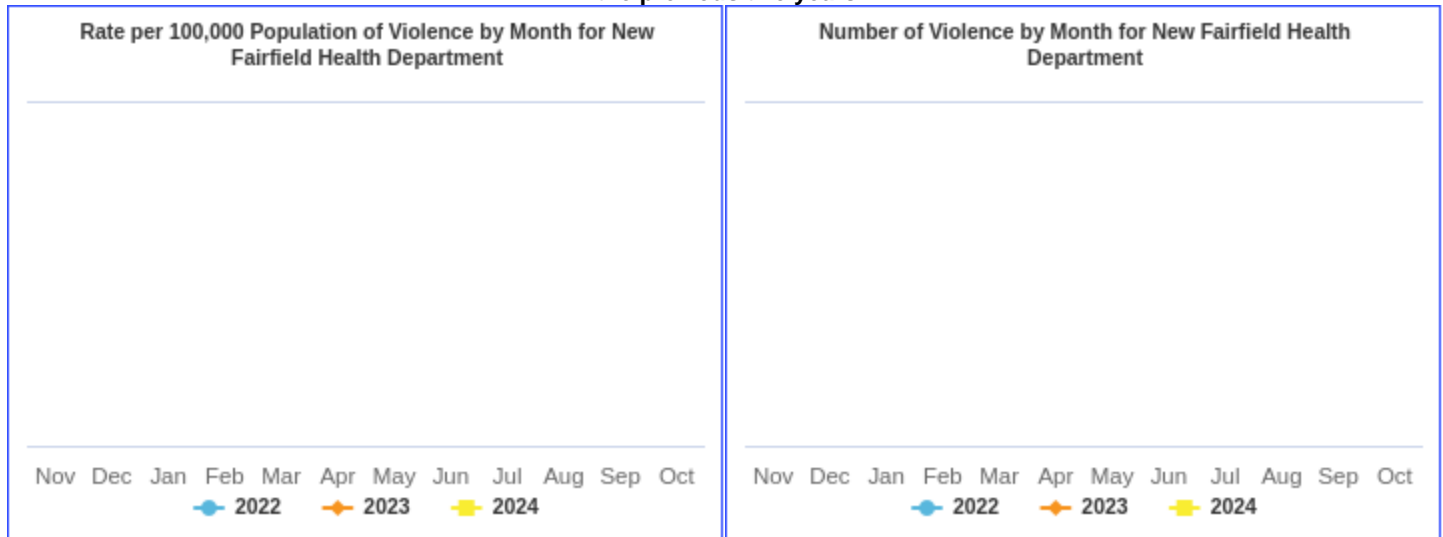 Rate per 100,000 Population of Violence by Month for New
Fairfield Health Department
Nov Dec Jan Feb Mar Apr May Jun Jul Aug Sep Oct
2022 2023 2024
Number of Violence by Month for New Fairfield Health
Department
Nov Dec Jan Feb Mar Apr May Jun Jul Aug Sep Oct
2022 2023 2024